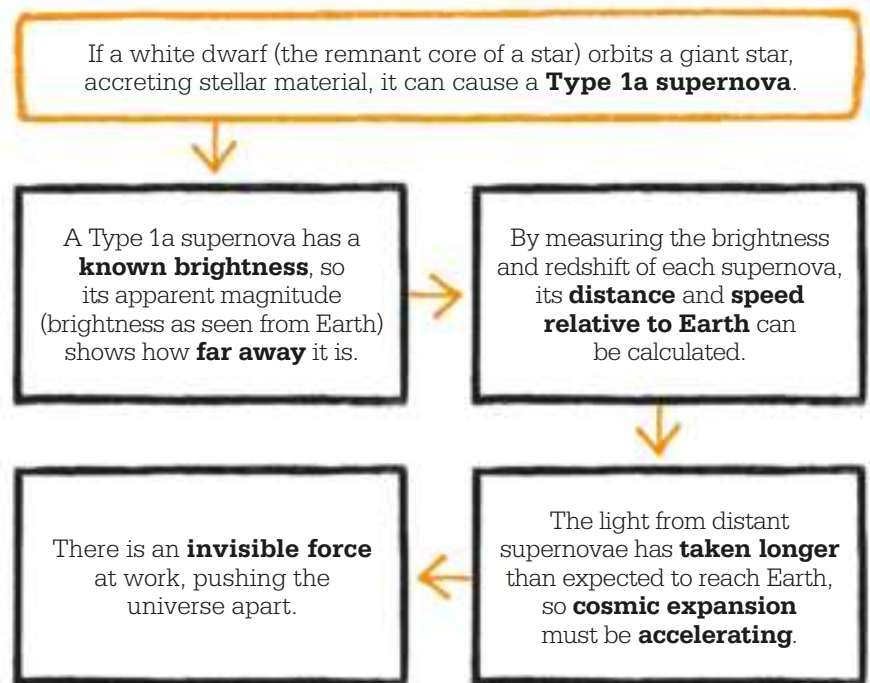 If a white dwarf (the remnant core of a star) orbits a giant star,
accreting stellar material, it can cause a Type 1a supernova.
A Type 1a supernova has a
known brightness, so
its apparent magnitude
(brightness as seen from Earth)
shows how far away it is.
By measuring the brightness
and redshift of each supernova,
its distance and speed
relative to Earth can
be calculated.
The light from distant
supernovae has taken longer
than expected to reach Earth,
so cosmic expansion
must be accelerating.
There is an invisible force
at work, pushing the
universe apart.